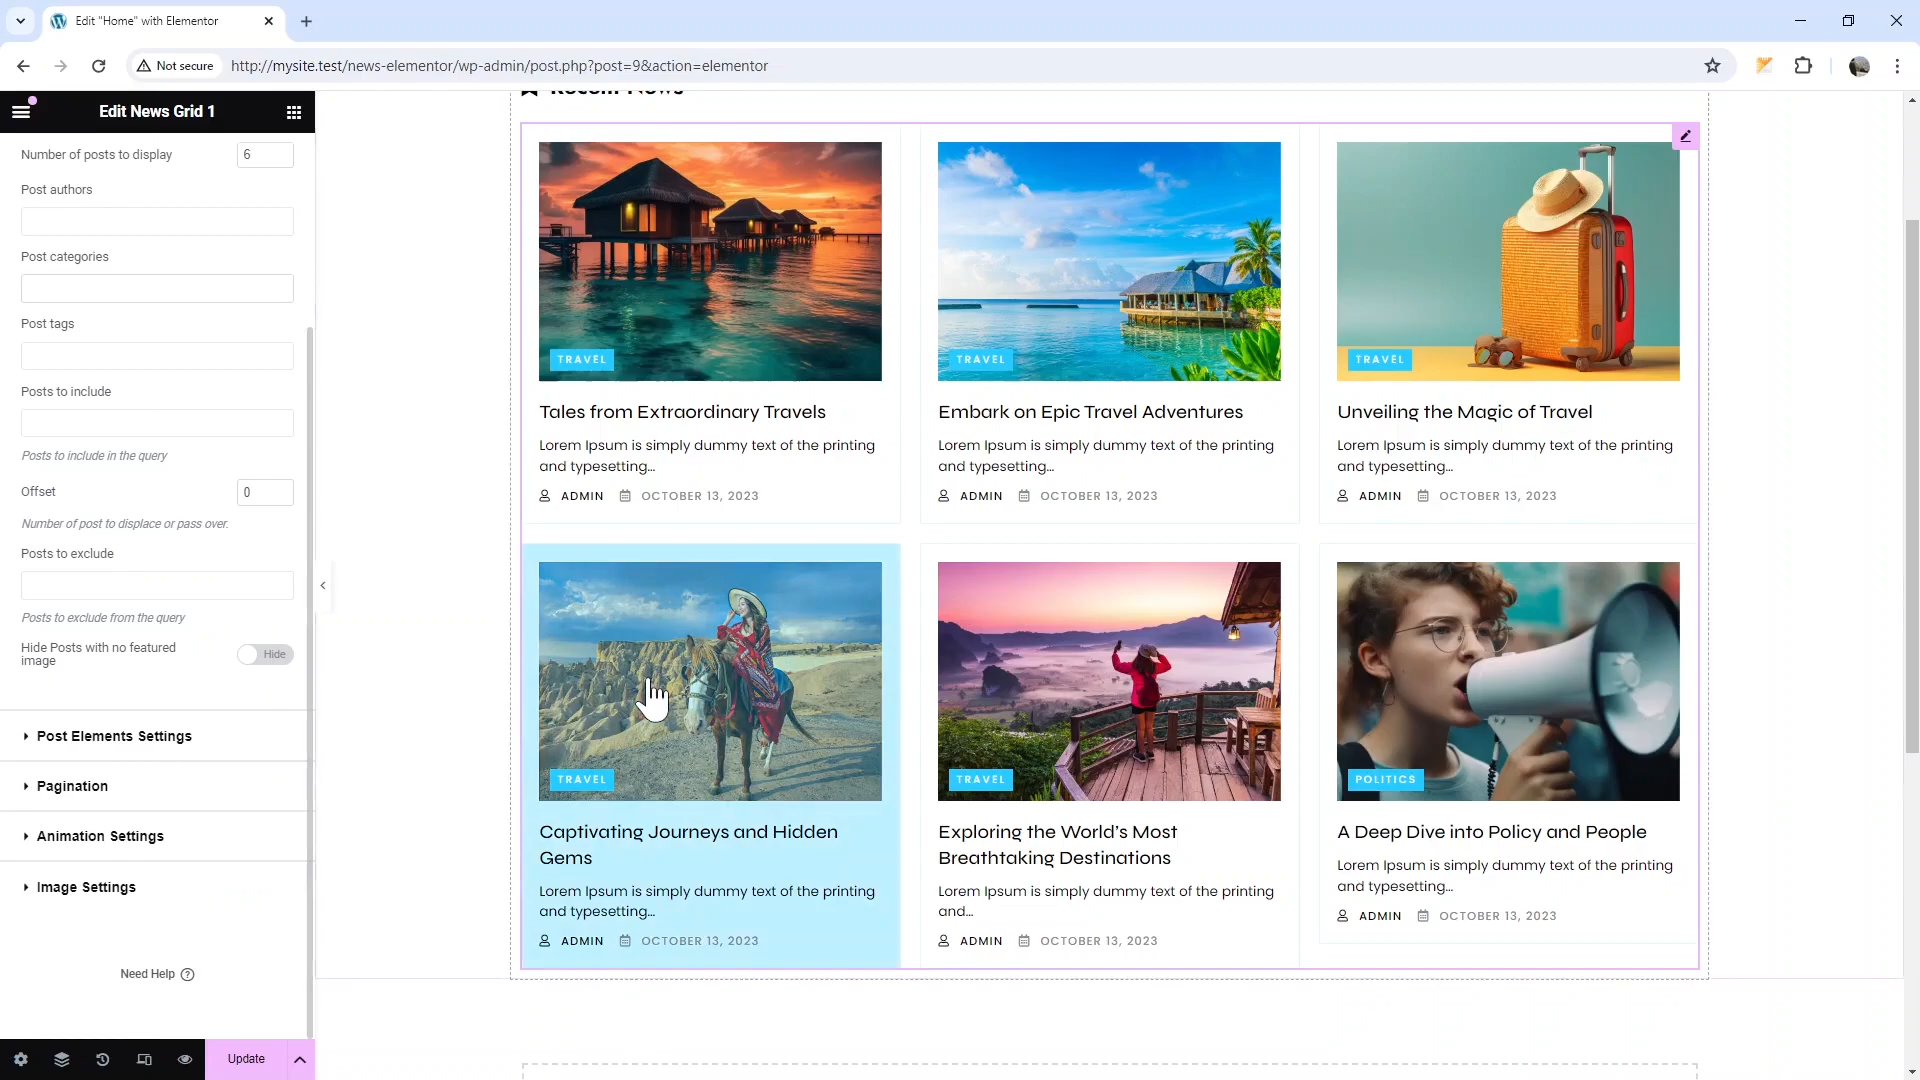 Edit "Home" with Elementor
Not secure
http://mysite.test/news-elementor/wp-admin/post.php?post=9&action=elementor
Edit News Grid 1
Number of posts to display
6
Post authors
Post categories
Post tags
Posts to include
Posts to include in the query
Offset
0
Number of post to displace or pass over.
Posts to exclude
Posts to exclude from the query
Hide Posts with no featured
image
Hide
Post Elements Settings
Pagination
Animation Settings
Image Settings
Need Help
Update
Recent News
TRAVEL
Tales from Extraordinary Travels
Lorem Ipsum is simply dummy text of the printing
and typesetting...
ADMIN OCTOBER 13, 2023
TRAVEL
Embark on Epic Travel Adventures
Lorem Ipsum is simply dummy text of the printing
and typesetting...
ADMIN OCTOBER 13, 2023
TRAVEL
Unveiling the Magic of Travel
Lorem Ipsum is simply dummy text of the printing
and typesetting...
ADMIN OCTOBER 13, 2023
TRAVEL
Captivating Journeys and Hidden
Gems
Lorem Ipsum is simply dummy text of the printing
and typesetting...
ADMIN OCTOBER 13, 2023
TRAVEL
Exploring the World's Most
Breathtaking Destinations
Lorem Ipsum is simply dummy text of the printing
and...
ADMIN OCTOBER 13, 2023
POLITICS
A Deep Dive into Policy and People
Lorem Ipsum is simply dummy text of the printing
and typesetting...
ADMIN OCTOBER 13, 2023